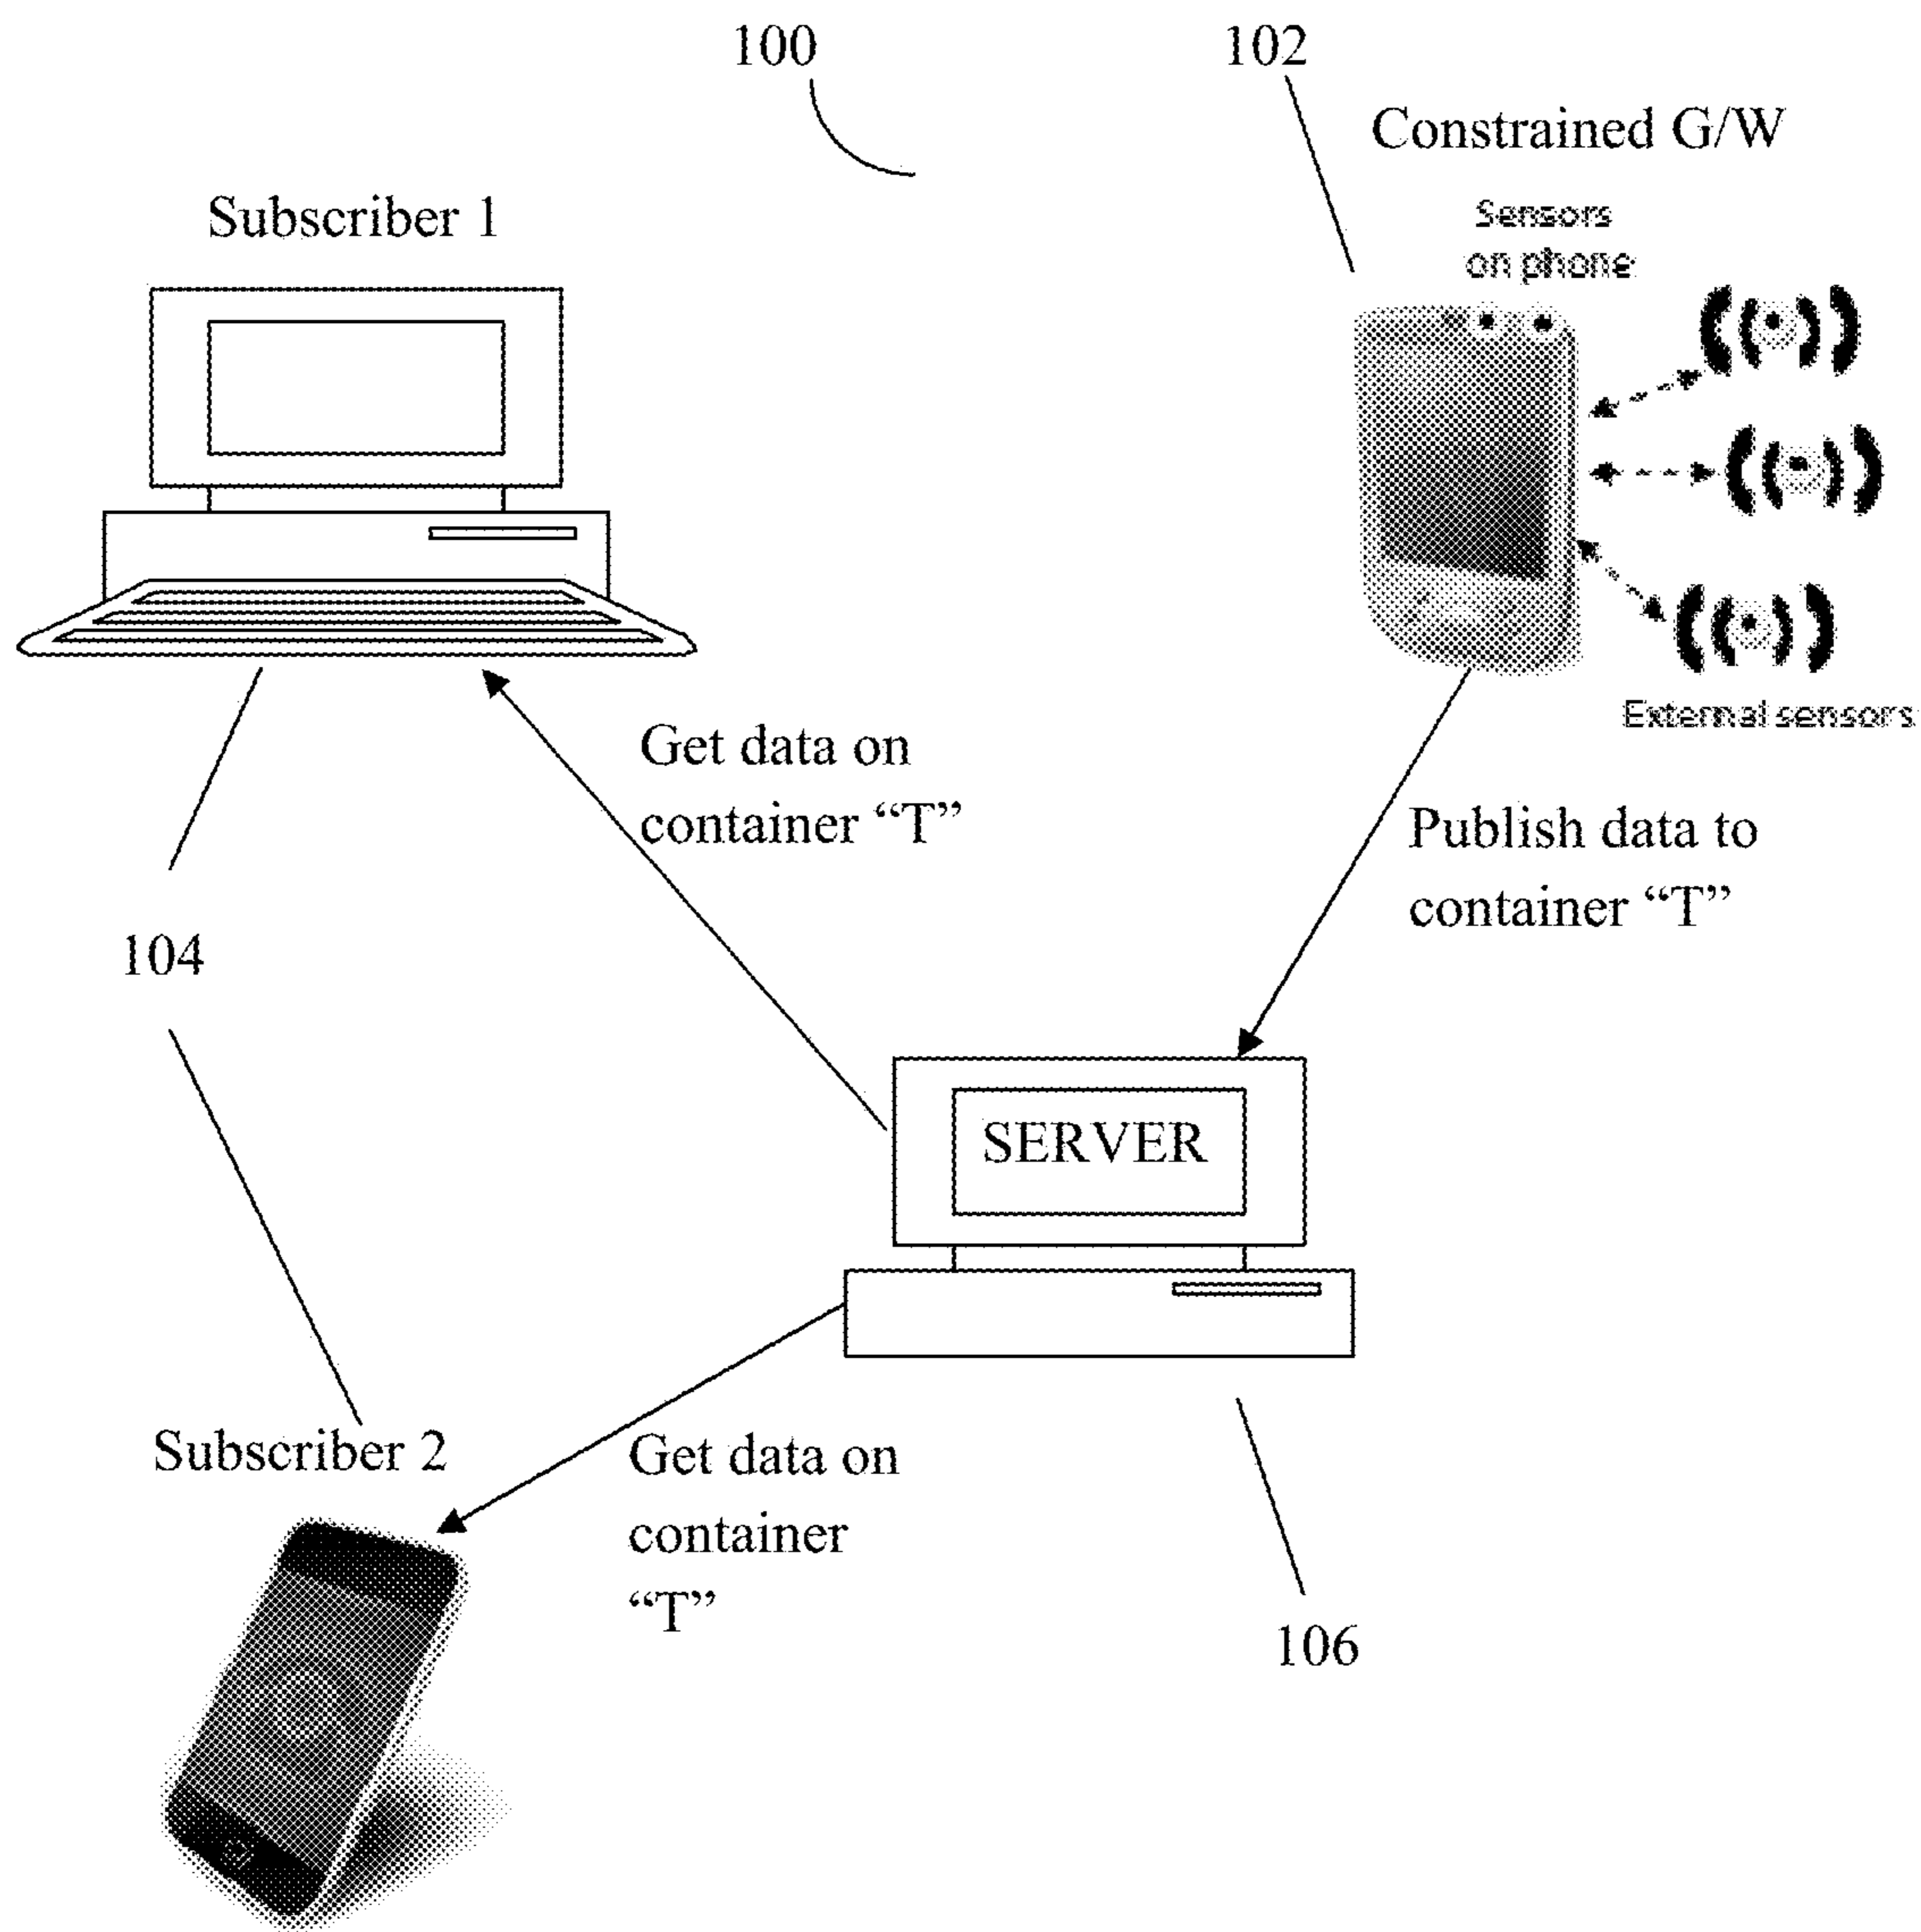 100
102
Constrained G/W
Sensors
on phone
Subscriber 1
External sensors
Get data on
container “T”
Publish data to
container “T”
104
SERVER
Subscriber 2
Get data on
container
“T”
106